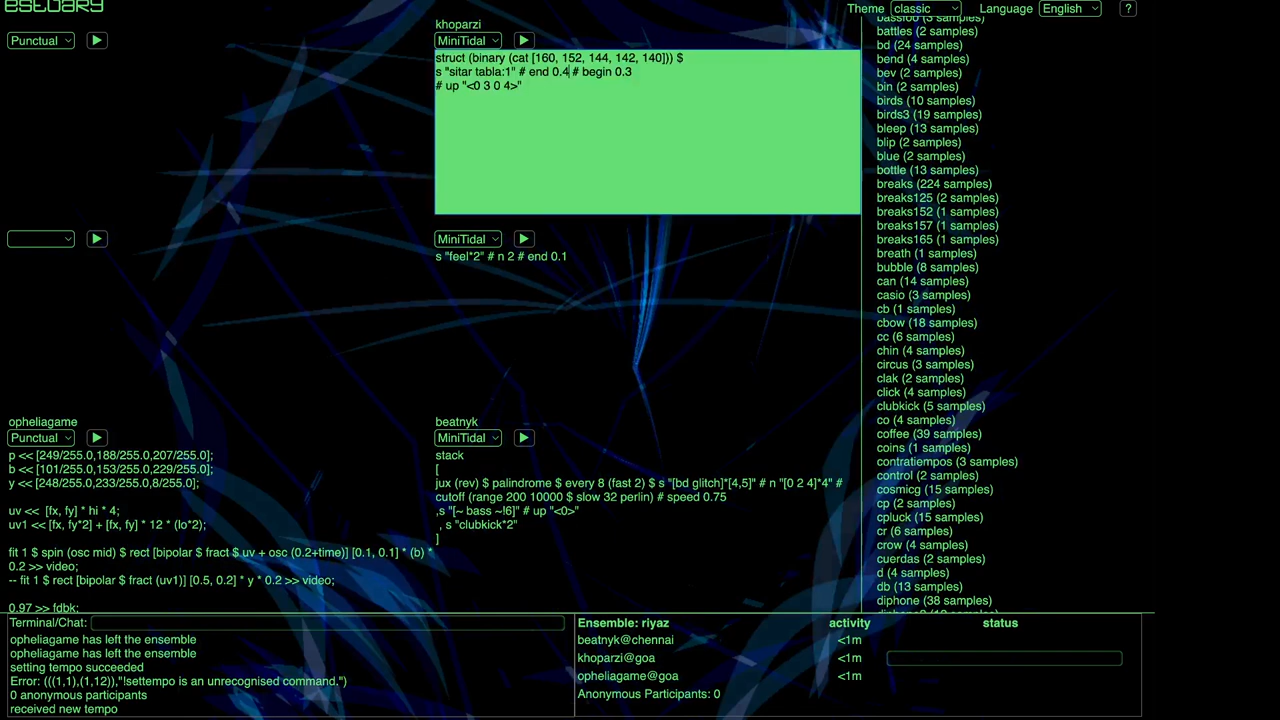 estuary
Theme classic Language English ?
khoparzi
Punctual
MiniTidal
struct (binary (cat [160, 152, 144, 142, 140])) $
s "sitar tabla:1" # end 0.4 # begin 0.3
# up "<0 3 0 4>"
MiniTidal
s "feel*2" # n 2 # end 0.1
opheliagame
Punctual
p << [249/255.0,188/255.0,207/255.0];
b << [101/255.0,153/255.0,229/255.0];
y << [248/255.0,233/255.0,8/255.0];
uv << [fx, fy] * hi * 4;
uv1 << [fx, fy*2] + [fx, fy] * 12 * (lo*2);
fit 1 $ spin (osc mid) $ rect [bipolar $ fract $ uv + osc (0.2+time)] [0.1, 0.1] * (b) *
0.2 >> video;
-- fit 1 $ rect [bipolar $ fract (uv1)] [0.5, 0.2] * y * 0.2 >> video;
0.97 >> fdbk;
beatnyk
MiniTidal
stack
[
jux (rev) $ palindrome $ every 8 (fast 2) $ s "[bd glitch]*[4,5]" # n "[0 2 4]*4" #
cutoff (range 200 10000 $ slow 32 perlin) # speed 0.75
,s "[~ bass ~!6]" # up "<0>"
, s "clubkick*2"
]
bassfoo (3 samples)
battles (2 samples)
bd (24 samples)
bend (4 samples)
bev (2 samples)
bin (2 samples)
birds (10 samples)
birds3 (19 samples)
bleep (13 samples)
blip (2 samples)
blue (2 samples)
bottle (13 samples)
breaks (224 samples)
breaks125 (2 samples)
breaks152 (1 samples)
breaks157 (1 samples)
breaks165 (1 samples)
breath (1 samples)
bubble (8 samples)
can (14 samples)
casio (3 samples)
cb (1 samples)
cbow (18 samples)
cc (6 samples)
chin (4 samples)
circus (3 samples)
clak (2 samples)
click (4 samples)
clubkick (5 samples)
co (4 samples)
coffee (39 samples)
coins (1 samples)
contratiempos (3 samples)
control (2 samples)
cosmicg (15 samples)
cp (2 samples)
cpluck (15 samples)
cr (6 samples)
crow (4 samples)
cuerdas (2 samples)
d (4 samples)
db (13 samples)
diphone (38 samples)
Terminal/Chat:
opheliagame has left the ensemble
opheliagame has left the ensemble
setting tempo succeeded
Error: (((1,1),(1,12)),"!settempo is an unrecognised command.")
0 anonymous participants
received new tempo
Ensemble: riyaz activity status
beatnyk@chennai <1m
khoparzi@goa <1m
opheliagame@goa <1m
Anonymous Participants: 0